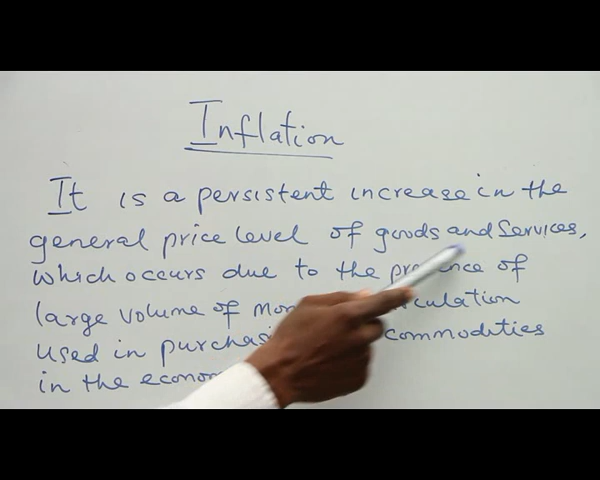 Inflation
It is a persistent increase in the
general price level of goods and services,
which occurs due to the of
large volume of
used in commodities
in the